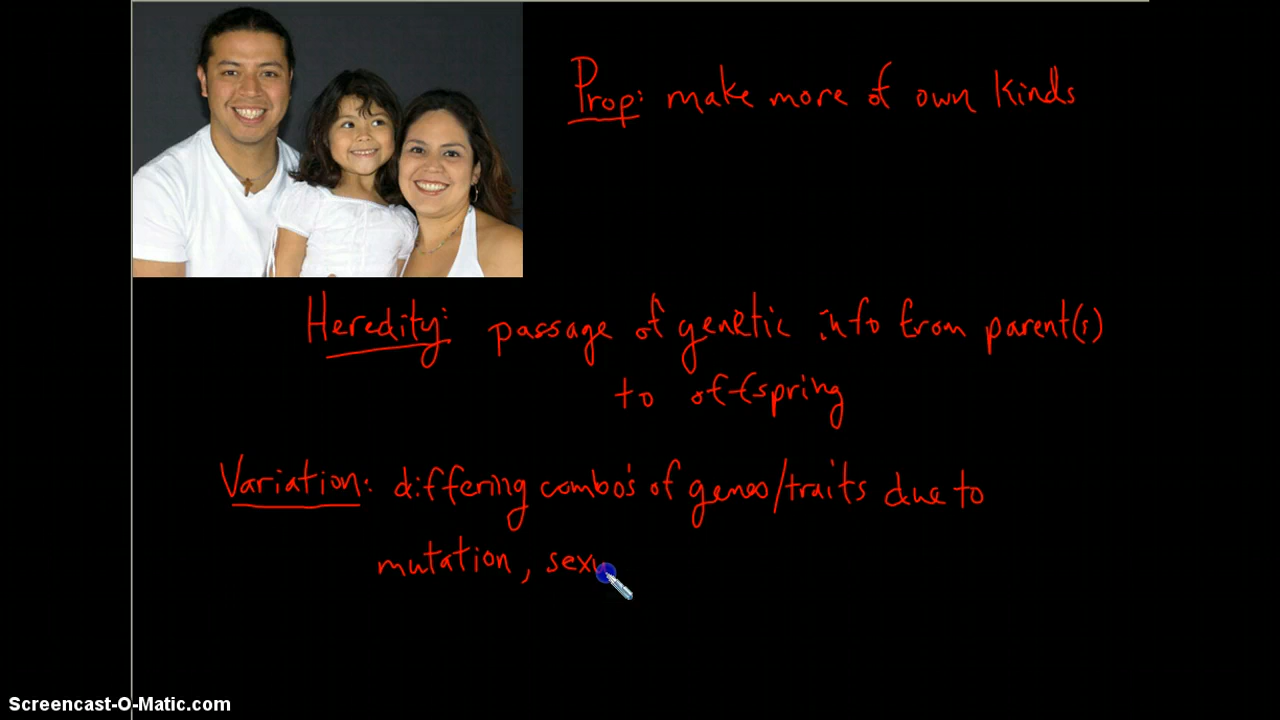 Prop: make more of own kinds
Heredity: passage of genetic info from parent(s)
to offspring
Variation: differing combo's of genes/traits due to
mutation, sexu
Screencast-O-Matic.com